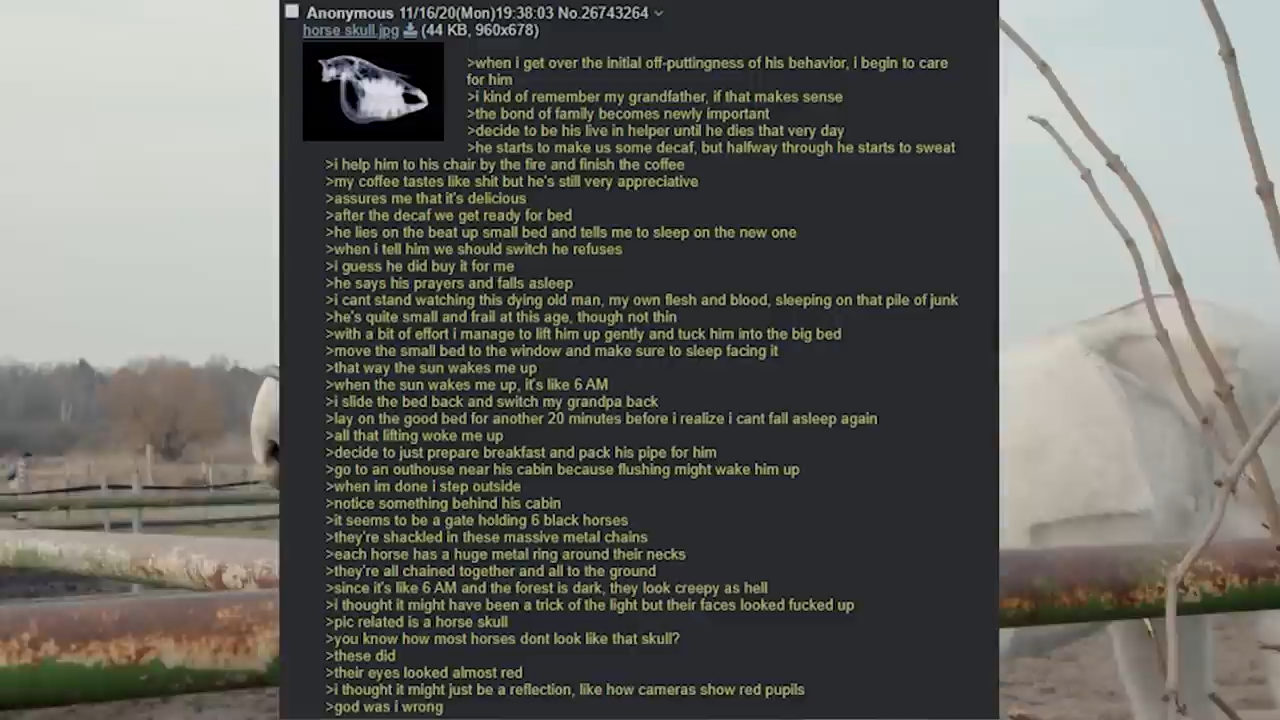 Anonymous 11/16/20(Mon)19:38:03 No.26743264
horse skull.jpg (44 KB, 960x678)
>when i get over the initial off-puttingness of his behavior, i begin to care
for him
>i kind of remember my grandfather, if that makes sense
>the bond of family becomes newly important
>decide to be his live in helper until he dies that very day
>he starts to make us some decaf, but halfway through he starts to sweat
>i help him to his chair by the fire and finish the coffee
>my coffee tastes like shit but he's still very appreciative
>assures me that it's delicious
>after the decaf we get ready for bed
>he lies on the beat up small bed and tells me to sleep on the new one
>when i tell him we should switch he refuses
>i guess he did buy it for me
>he says his prayers and falls asleep
>i cant stand watching this dying old man, my own flesh and blood, sleeping on that pile of junk
>he's quite small and frail at this age, though not thin
>with a bit of effort i manage to lift him up gently and tuck him into the big bed
>move the small bed to the window and make sure to sleep facing it
>that way the sun wakes me up
>when the sun wakes me up, it's like 6 AM
>i slide the bed back and switch my grandpa back
>lay on the good bed for another 20 minutes before i realize i cant fall asleep again
>all that lifting woke me up
>decide to just prepare breakfast and pack his pipe for him
>go to an outhouse near his cabin because flushing might wake him up
>when im done i step outside
>notice something behind his cabin
>it seems to be a gate holding 6 black horses
>they're shackled in these massive metal chains
>each horse has a huge metal ring around their necks
>they're all chained together and all to the ground
>since it's like 6 AM and the forest is dark, they look creepy as hell
>i thought it might have been a trick of the light but their faces looked fucked up
>pic related is a horse skull
>you know how most horses dont look like that skull?
>these did
>their eyes looked almost red
>i thought it might just be a reflection, like how cameras show red pupils
>god was i wrong